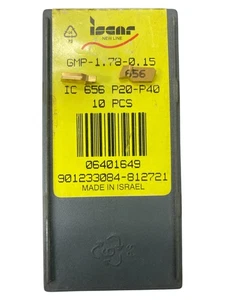 iscar
NEW LINE
GMP-1.78-0.15
656
IC 656 P20-P40
10 PCS
06401649
901233084-812721
MADE IN ISRAEL